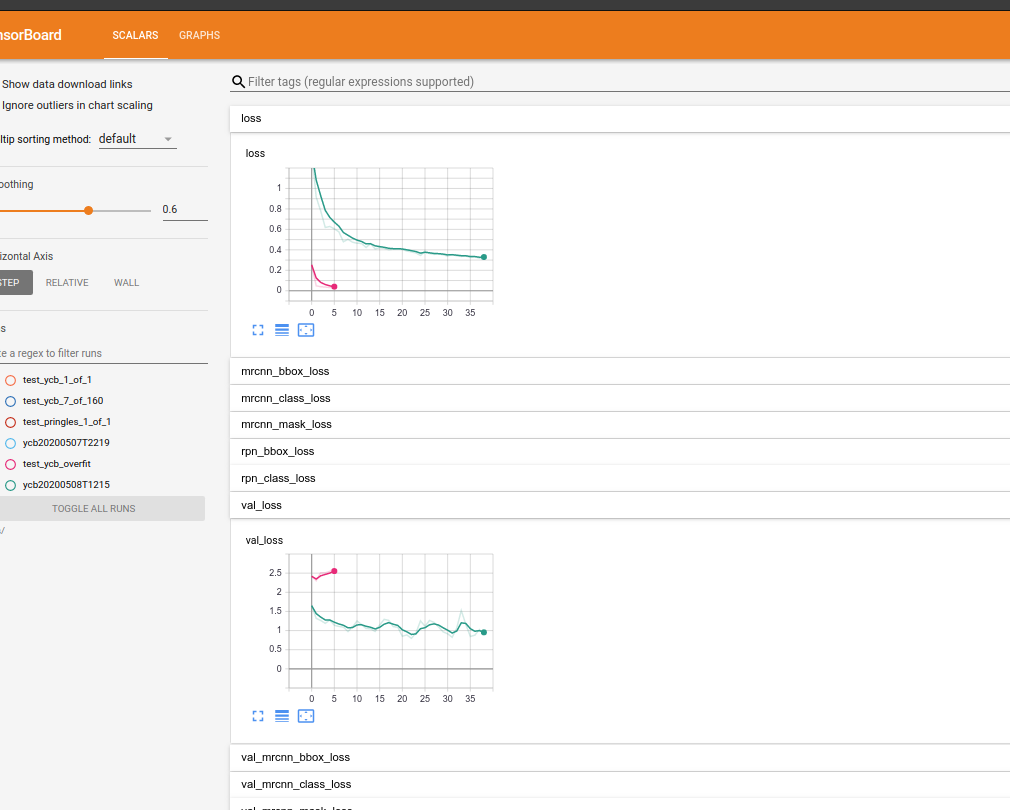 nsorBoard SCALARS GRAPHS
Show data download links
Ignore outliers in chart scaling
ltip sorting method: default
oothing
0.6
izontal Axis
STEP RELATIVE WALL
s
te a regex to filter runs
test_ycb_1_of_1
test_ycb_7_of_160
test_pringles_1_of_1
ycb20200507T2219
test_ycb_overfit
ycb20200508T1215
TOGGLE ALL RUNS
s/
Filter tags (regular expressions supported)
loss
loss
1
0.8
0.6
0.4
0.2
0
0 5 10 15 20 25 30 35
mrcnn_bbox_loss
mrcnn_class_loss
mrcnn_mask_loss
rpn_bbox_loss
rpn_class_loss
val_loss
val_loss
2.5
2
1.5
1
0.5
0
0 5 10 15 20 25 30 35
val_mrcnn_bbox_loss
val_mrcnn_class_loss
val_mrcnn_mask_loss